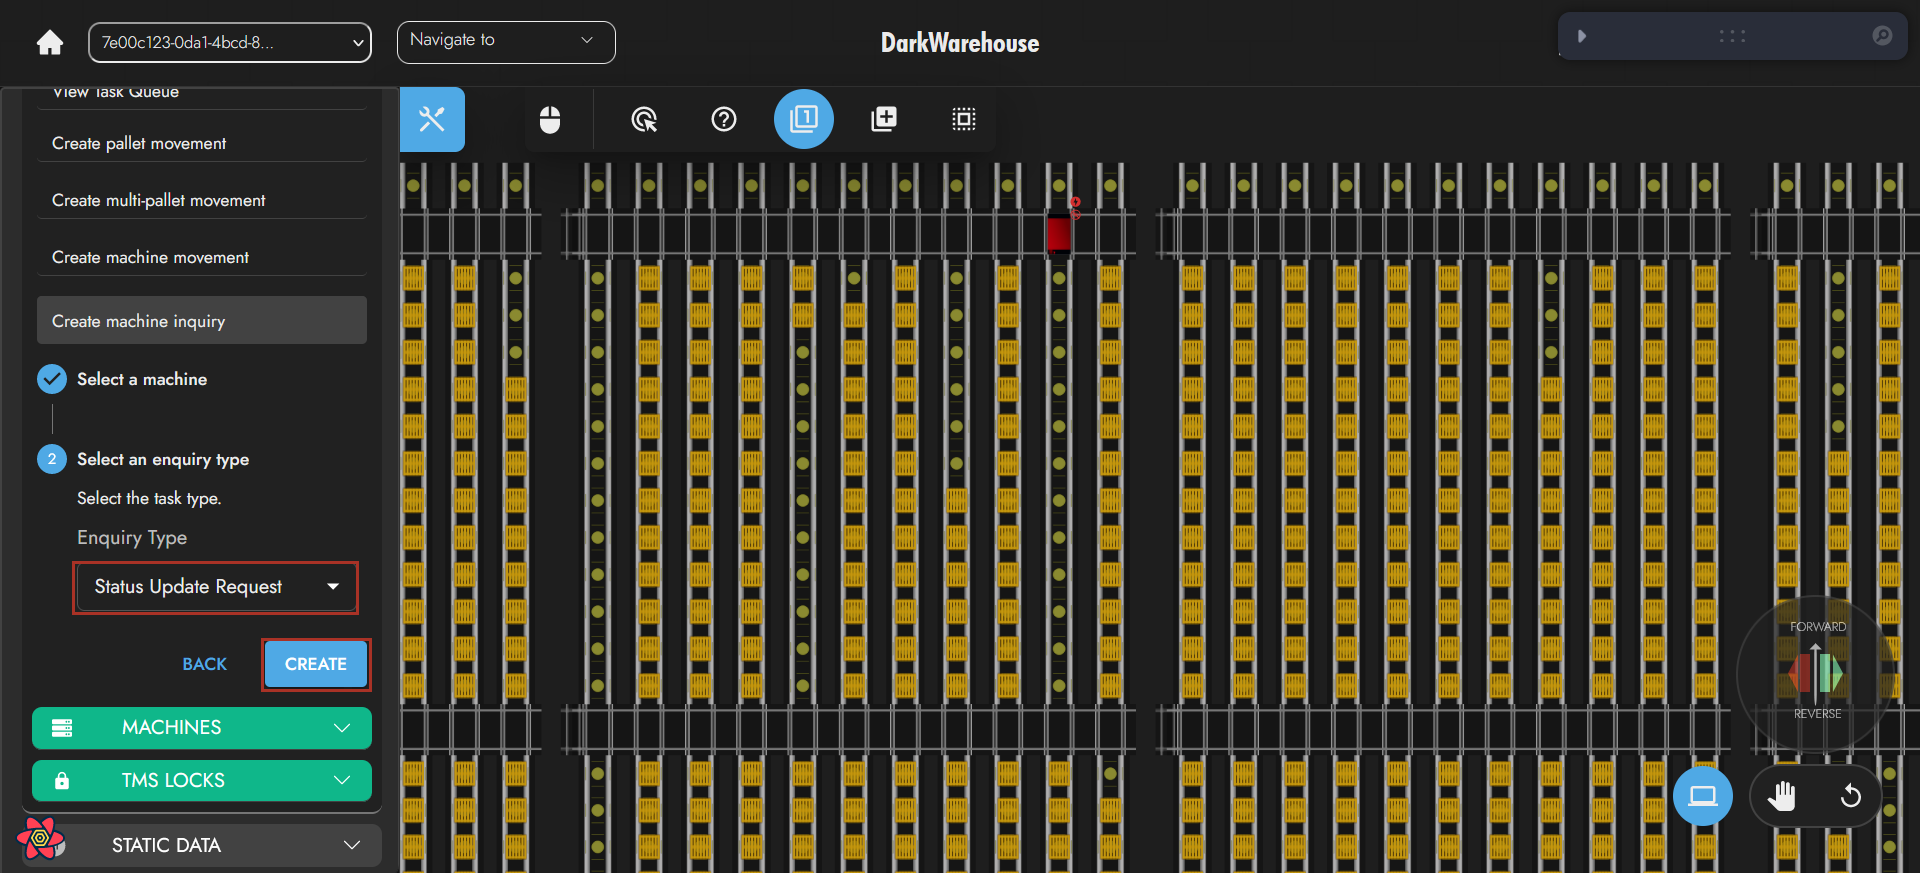 7e00c123-0da1-4bcd-8...
Navigate to
DarkWarehouse
View Task Queue
Create pallet movement
Create multi-pallet movement
Create machine movement
Create machine inquiry
Select a machine
2 Select an enquiry type
Select the task type.
Enquiry Type
Status Update Request
BACK
CREATE
MACHINES
TMS LOCKS
STATIC DATA
1
FORWARD
REVERSE